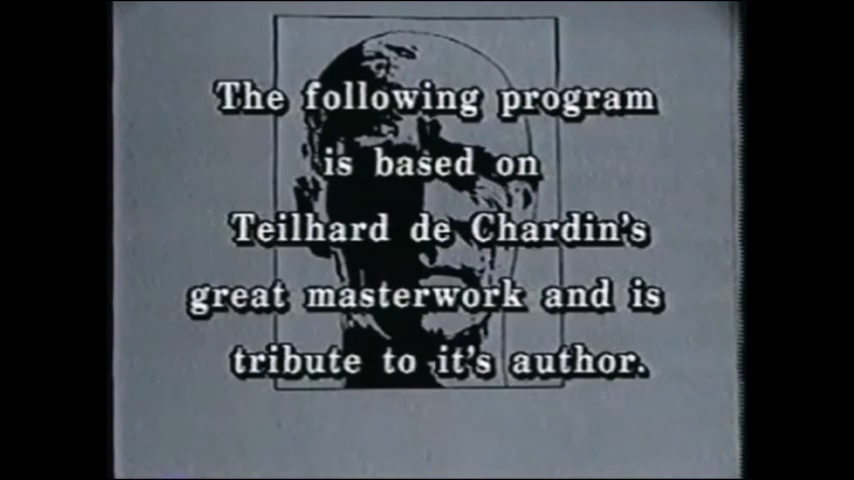 The following program
is based on
Teilhard de Chardin's
great masterwork and is
tribute to it's author.